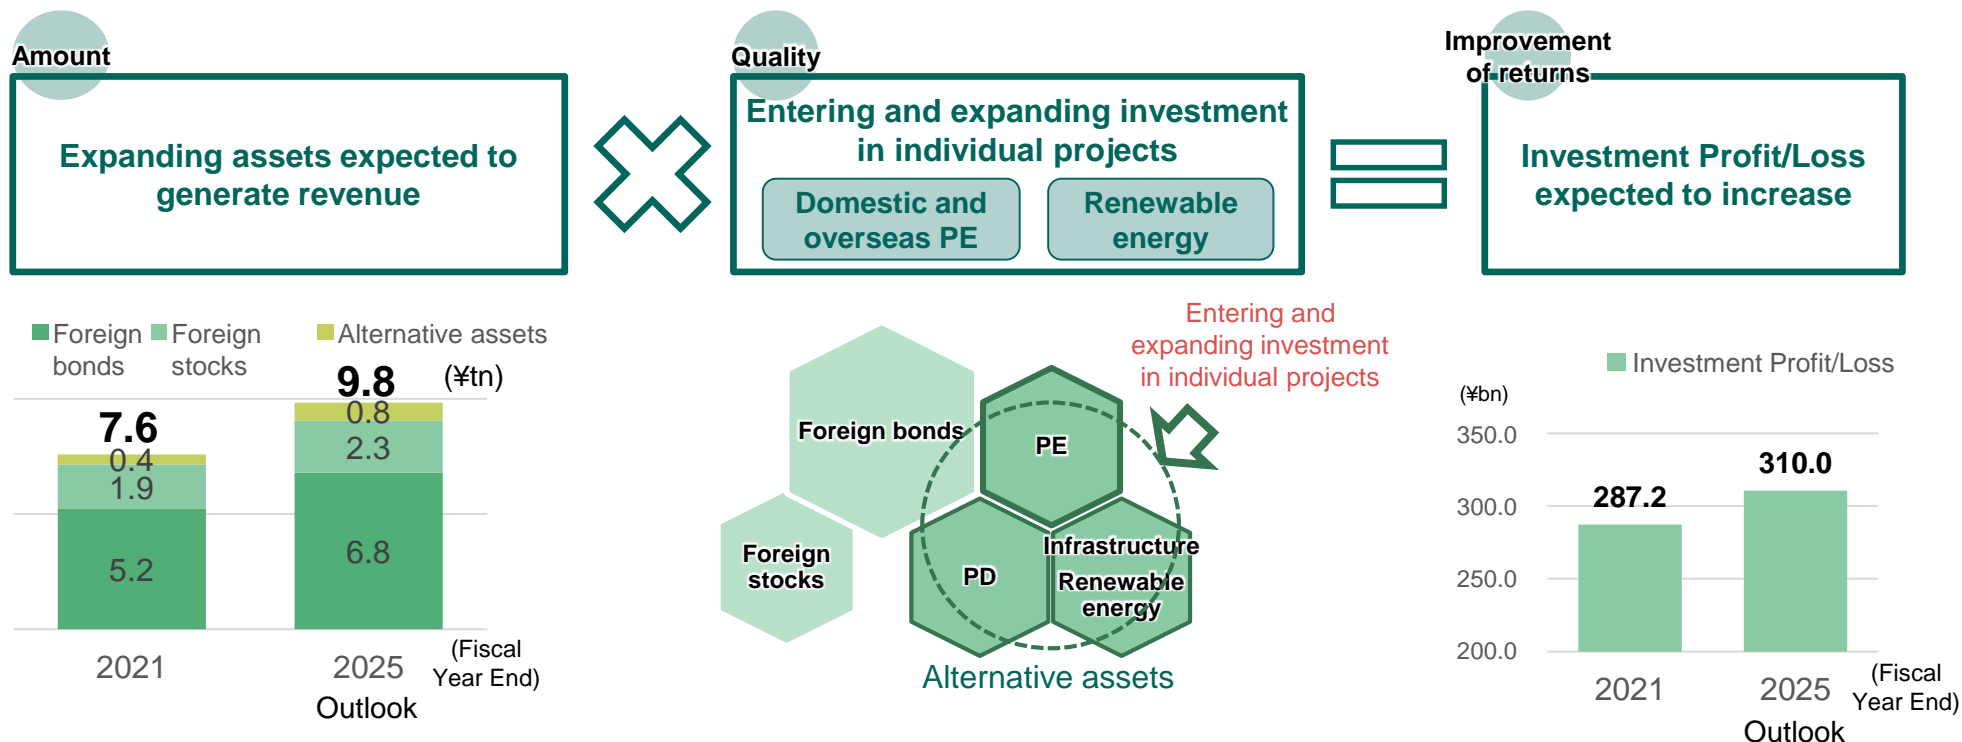 Amount
Expanding assets expected to
generate revenue
Quality
Entering and expanding investment
in individual projects
Domestic and
overseas PE
Renewable
energy
Improvement
of returns
Investment Profit/Loss
expected to increase
Foreign
bonds
Foreign
stocks
Alternative assets
(¥tn)
7.6
0.4
1.9
5.2
9.8
0.8
2.3
6.8
2021
2025
Outlook
(Fiscal
Year End)
Entering and
expanding investment
in individual projects
Foreign bonds
PE
Foreign
stocks
PD
Infrastructure
Renewable
energy
Alternative assets
Investment Profit/Loss
(¥bn)
350.0
300.0
250.0
200.0
287.2
310.0
2021
2025
Outlook
(Fiscal
Year End)